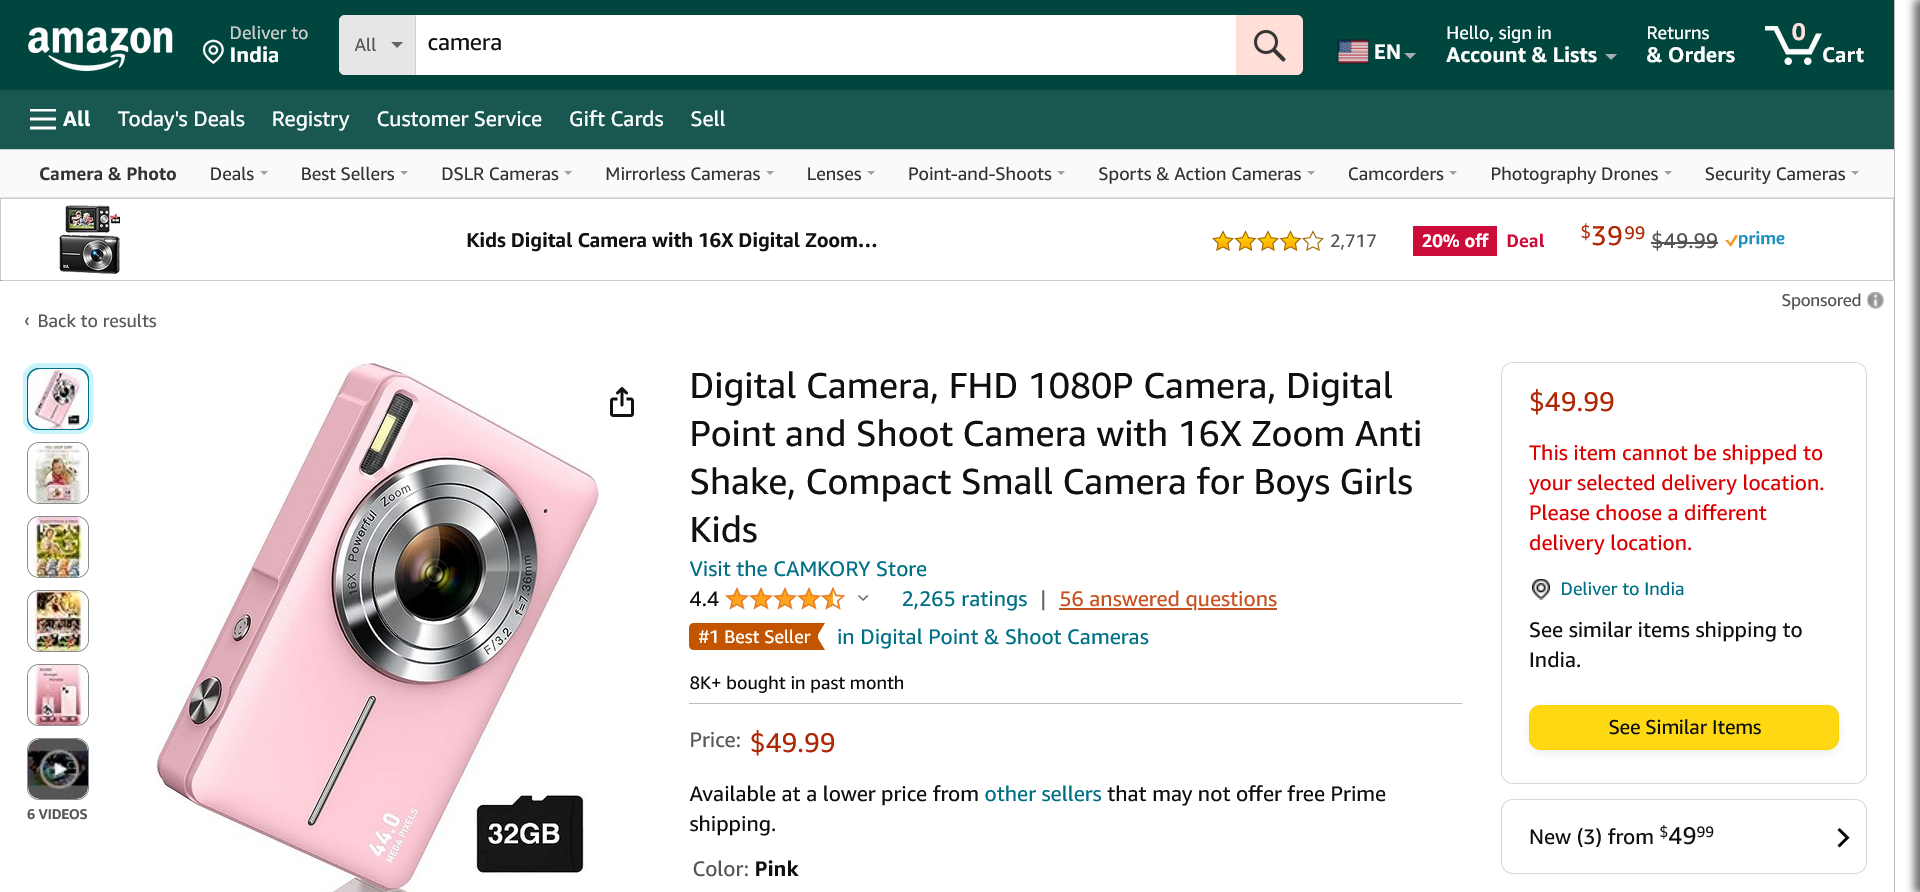 amazon
Deliver to
India
All
camera
EN
Hello, sign in
Account & Lists
Returns
& Orders
0
Cart
All
Today's Deals
Registry
Customer Service
Gift Cards
Sell
Camera & Photo
Deals
Best Sellers
DSLR Cameras
Mirrorless Cameras
Lenses
Point-and-Shoots
Sports & Action Cameras
Camcorders
Photography Drones
Security Cameras
Kids Digital Camera with 16X Digital Zoom...
2,717
20% off
Deal
$39 99
$49.99
prime
Sponsored
‹ Back to results
Digital Camera, FHD 1080P Camera, Digital
Point and Shoot Camera with 16X Zoom Anti
Shake, Compact Small Camera for Boys Girls
Kids
Visit the CAMKORY Store
4.4
2,265 ratings | 56 answered questions
#1 Best Seller in Digital Point & Shoot Cameras
8K+ bought in past month
Price: $49.99
Available at a lower price from other sellers that may not offer free Prime
shipping.
Color: Pink
16X Powerful Zoom
F/3.2 f=7.36mm
44.0
MEGA PIXELS
32GB
6 VIDEOS
$49.99
This item cannot be shipped to
your selected delivery location.
Please choose a different
delivery location.
Deliver to India
See similar items shipping to
India.
See Similar Items
New (3) from $49 99